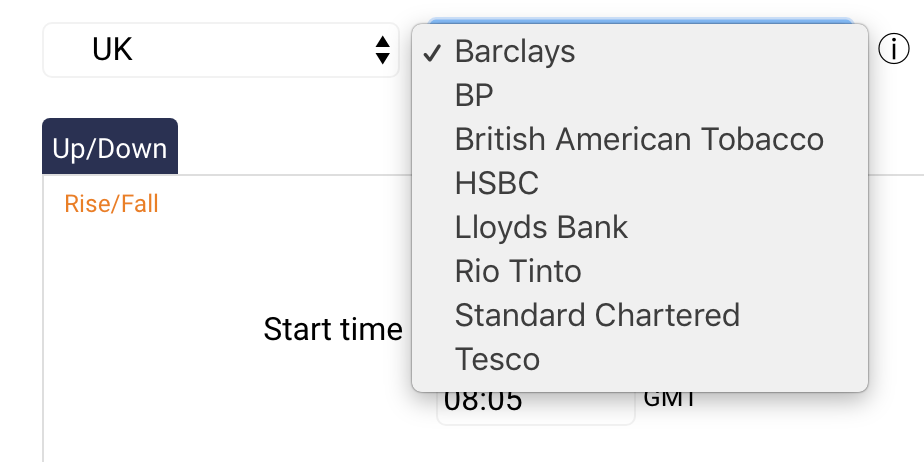 UK
Barclays
BP
British American Tobacco
HSBC
Lloyds Bank
Rio Tinto
Standard Chartered
Tesco
Up/Down
Rise/Fall
Start time
08:05
GMT